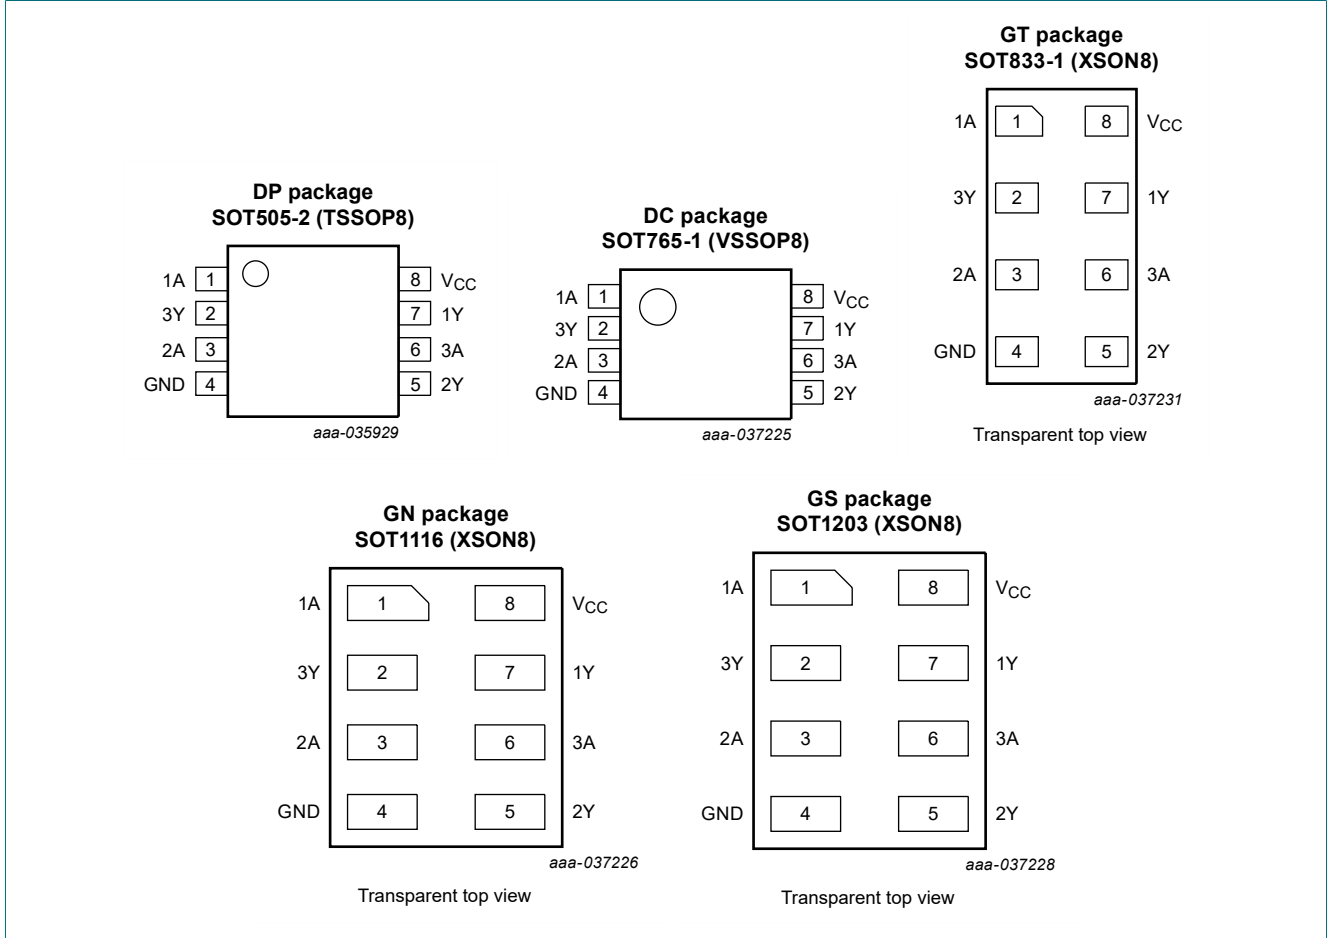 GT package
SOT833-1 (XSON8)
1A 1 8 VCC
3Y 2 7 1Y
2A 3 6 3A
GND 4 5 2Y
aaa-037231
Transparent top view
DP package
SOT505-2 (TSSOP8)
1A 1 8 VCC
3Y 2 7 1Y
2A 3 6 3A
GND 4 5 2Y
aaa-035929
DC package
SOT765-1 (VSSOP8)
1A 1 8 VCC
3Y 2 7 1Y
2A 3 6 3A
GND 4 5 2Y
aaa-037225
GN package
SOT1116 (XSON8)
1A 1 8 VCC
3Y 2 7 1Y
2A 3 6 3A
GND 4 5 2Y
aaa-037226
Transparent top view
GS package
SOT1203 (XSON8)
1A 1 8 VCC
3Y 2 7 1Y
2A 3 6 3A
GND 4 5 2Y
aaa-037228
Transparent top view